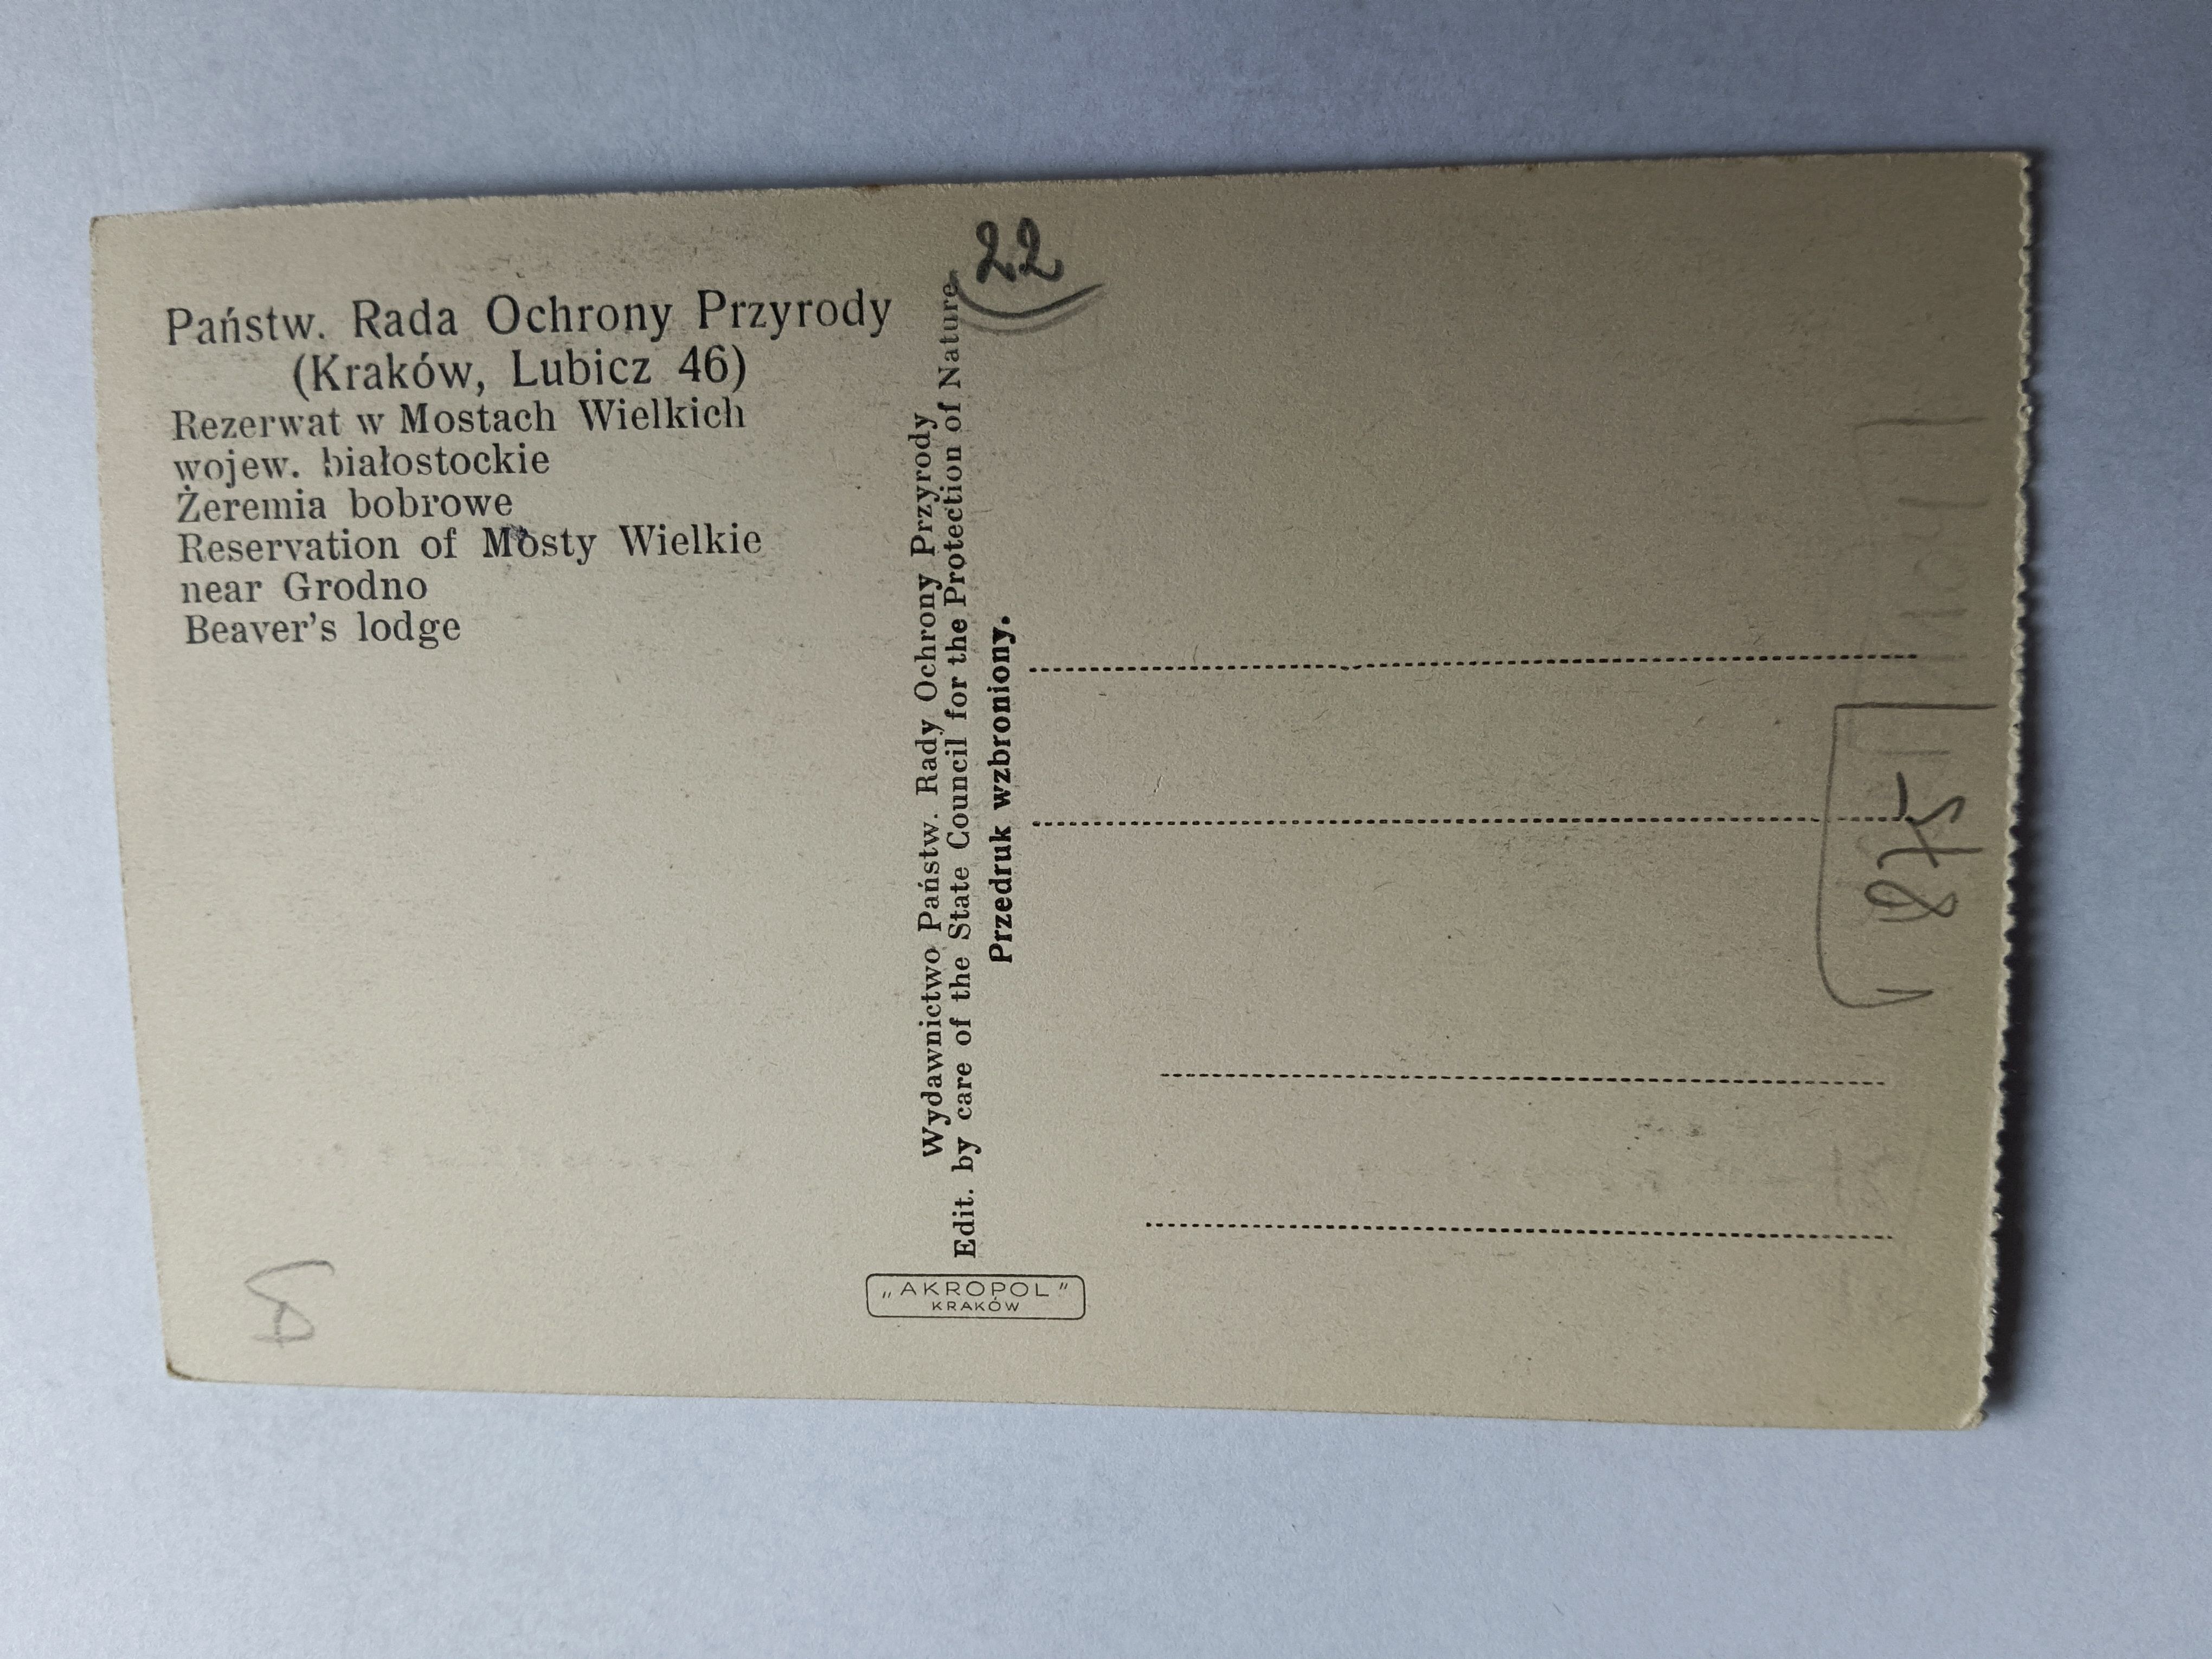 Państw. Rada Ochrony Przyrody
(Kraków, Lubicz 46)
Rezerwat w Mostach Wielkich
wojew. białostockie
Żeremia bobrowe
Reservation of Mosty Wielkie
near Grodno
Beaver's lodge
Wydawnictwo Państw. Rady Ochrony Przyrody
Edit. by care of the State Council for the Protection of Nature
Przedruk wzbroniony.
„AKROPOL"
KRAKÓW
22